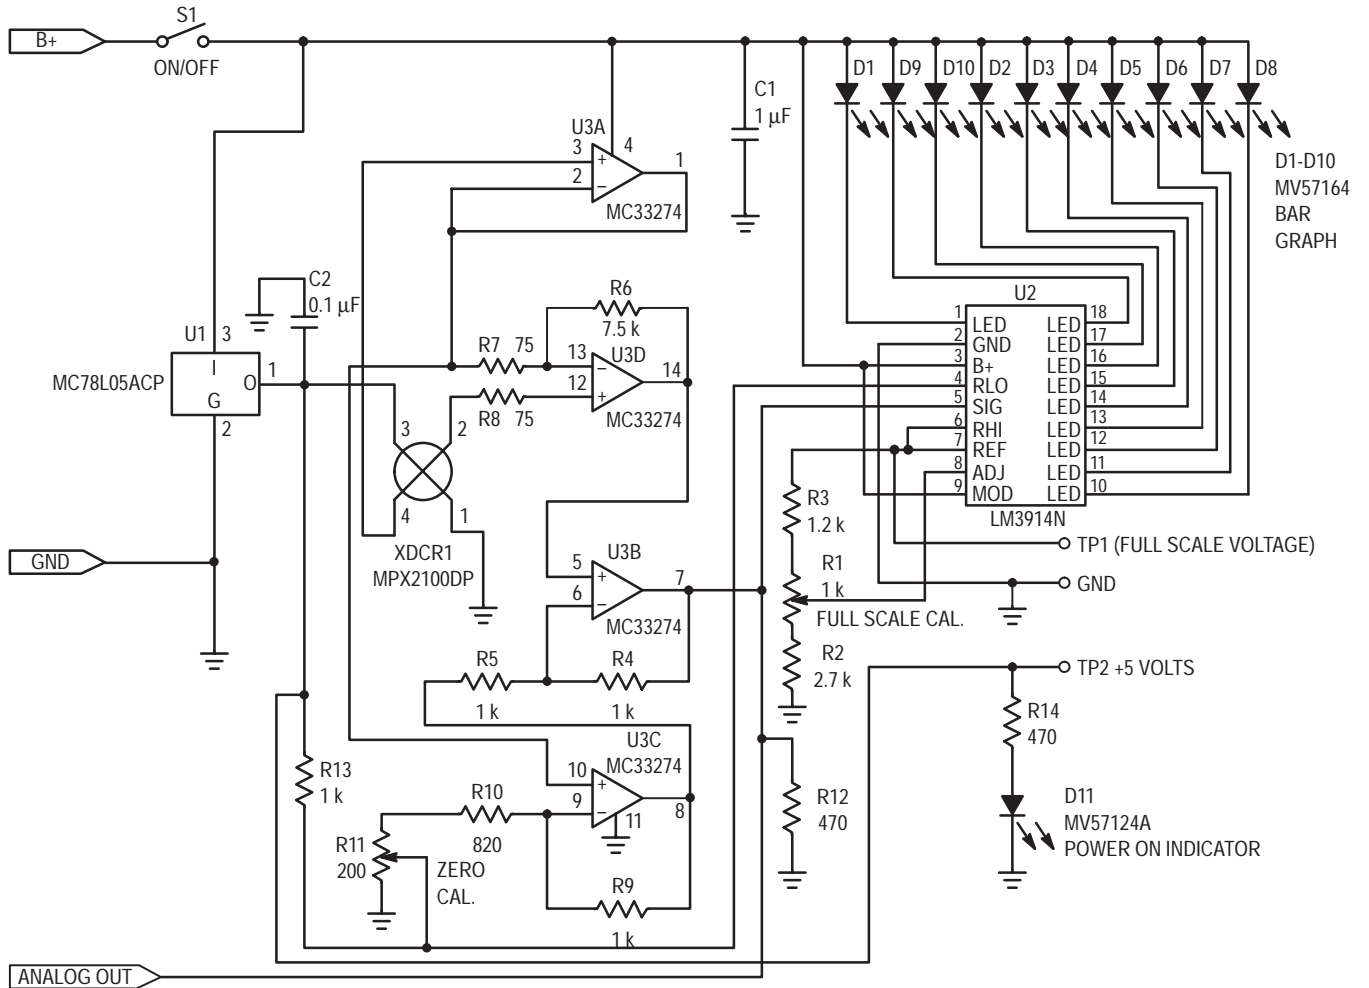 S1
B+
ON/OFF
D1
D9
D10
D2
D3
D4
D5
D6
D7
D8
C1
1 µF
D1-D10
MV57164
BAR
GRAPH
U3A
3
+
4
1
2
–
MC33274
C2
0.1 µF
U1
3
I
MC78L05ACP
O
1
G
2
R6
7.5 k
R7
75
13
–
U3D
14
12
+
R8
75
MC33274
3
2
4
1
XDCR1
MPX2100DP
U2
1
LED
LED
18
2
GND
LED
17
3
B+
LED
16
4
RLO
LED
15
5
SIG
LED
14
6
RHI
LED
13
7
REF
LED
12
8
ADJ
LED
11
9
MOD
LED
10
LM3914N
R3
1.2 k
R1
1 k
FULL SCALE CAL.
R2
2.7 k
TP1 (FULL SCALE VOLTAGE)
GND
GND
U3B
5
+
7
6
–
MC33274
R5
1 k
R4
1 k
TP2 +5 VOLTS
R14
470
D11
MV57124A
POWER ON INDICATOR
U3C
MC33274
10
+
9
–
11
8
R13
1 k
R10
820
R11
200
ZERO
CAL.
R9
1 k
R12
470
ANALOG OUT